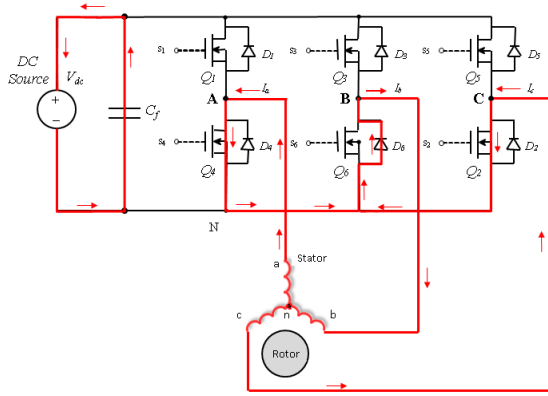 DC
Source
V_dc
+
−
C_f
s1
Q1
D1
s3
Q3
D3
s5
Q5
D5
A
I_a
B
I_b
C
I_c
s4
Q4
D4
s6
Q6
D6
s2
Q2
D2
N
a
Stator
c
n
b
Rotor